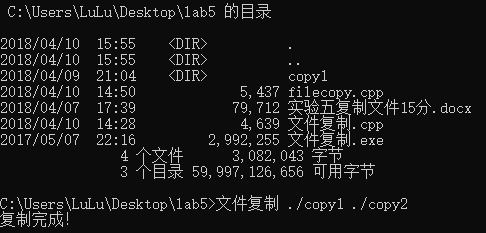 C:\Users\LuLu\Desktop\lab5 的目录
2018/04/10  15:55    <DIR>          .
2018/04/10  15:55    <DIR>          ..
2018/04/09  21:04    <DIR>          copy1
2018/04/10  14:50             5,437 filecopy.cpp
2018/04/07  17:39            79,712 实验五复制文件15分.docx
2018/04/10  14:28             4,639 文件复制.cpp
2017/05/07  22:16         2,992,255 文件复制.exe
4 个文件      3,082,043 字节
3 个目录 59,997,126,656 可用字节
C:\Users\LuLu\Desktop\lab5>文件复制 ./copy1 ./copy2
复制完成!